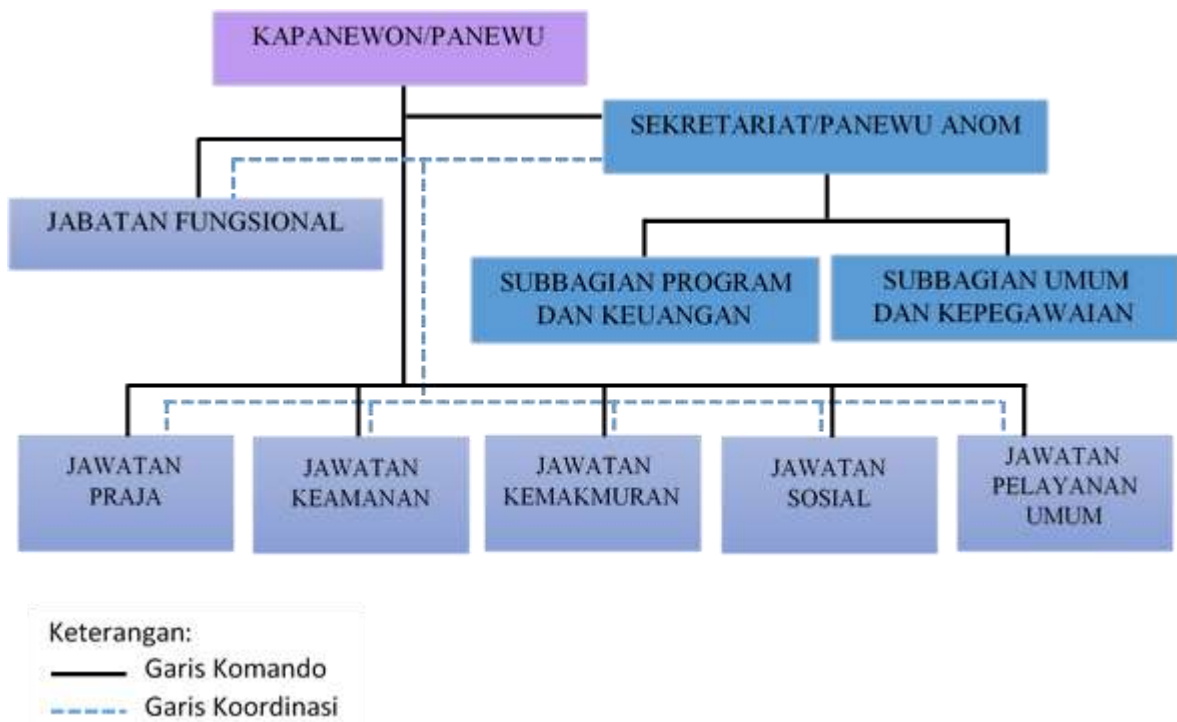 KAPANEWON/PANEWU
SEKRETARIAT/PANEWU ANOM
JABATAN FUNGSIONAL
SUBBAGIAN PROGRAM
DAN KEUANGAN
SUBBAGIAN UMUM
DAN KEPEGAWAIAN
JAWATAN
PRAJA
JAWATAN
KEAMANAN
JAWATAN
KEMAKMURAN
JAWATAN
SOSIAL
JAWATAN
PELAYANAN
UMUM
Keterangan:
Garis Komando
Garis Koordinasi